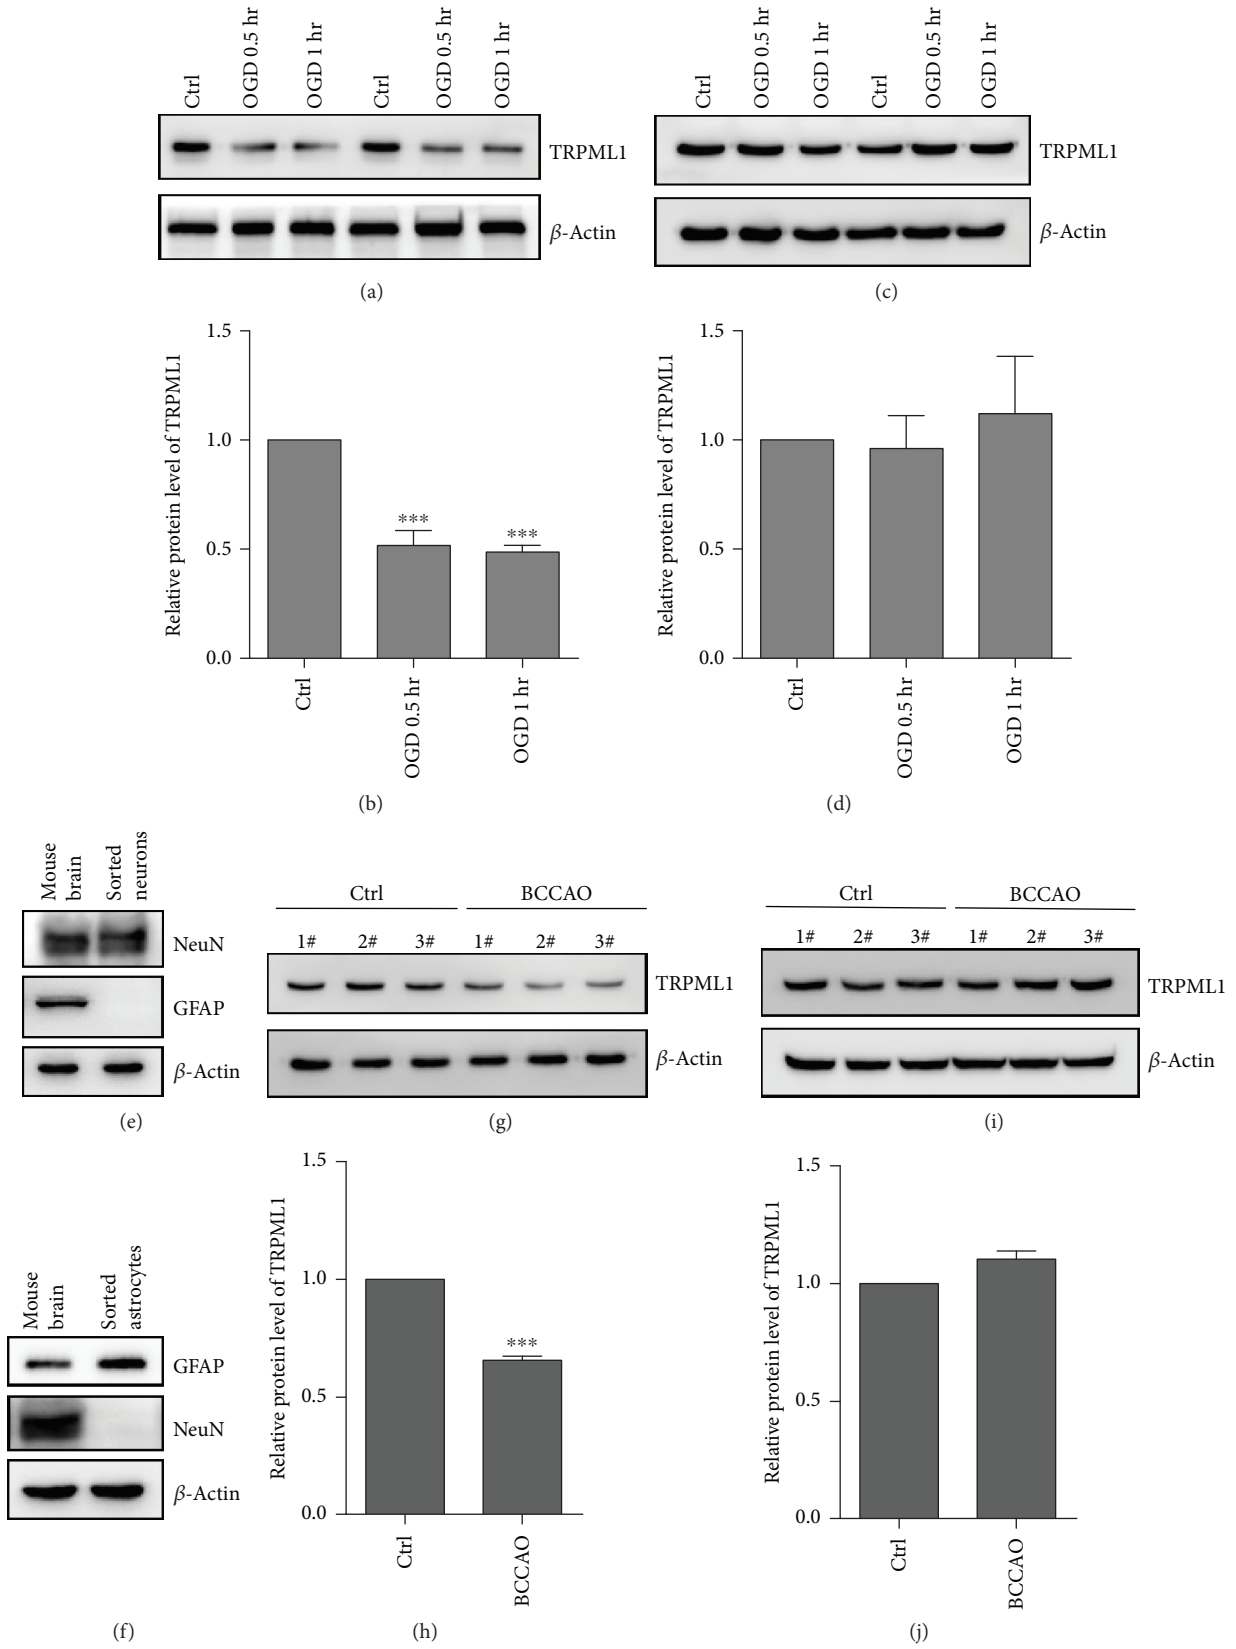 Ctrl
OGD 0.5 hr
OGD 1 hr
Ctrl
OGD 0.5 hr
OGD 1 hr
TRPML1
β-Actin
(a)
Ctrl
OGD 0.5 hr
OGD 1 hr
Ctrl
OGD 0.5 hr
OGD 1 hr
TRPML1
β-Actin
(c)
Relative protein level of TRPML1
1.5
1.0
0.5
0.0
***
***
Ctrl
OGD 0.5 hr
OGD 1 hr
(b)
Relative protein level of TRPML1
1.5
1.0
0.5
0.0
Ctrl
OGD 0.5 hr
OGD 1 hr
(d)
Mouse
brain
Sorted
neurons
NeuN
GFAP
β-Actin
(e)
Ctrl BCCAO
1# 2# 3# 1# 2# 3#
TRPML1
β-Actin
(g)
Ctrl BCCAO
1# 2# 3# 1# 2# 3#
TRPML1
β-Actin
(i)
Mouse
brain
Sorted
astrocytes
GFAP
NeuN
β-Actin
(f)
Relative protein level of TRPML1
1.5
1.0
0.5
0.0
***
Ctrl
BCCAO
(h)
Relative protein level of TRPML1
1.5
1.0
0.5
0.0
Ctrl
BCCAO
(j)